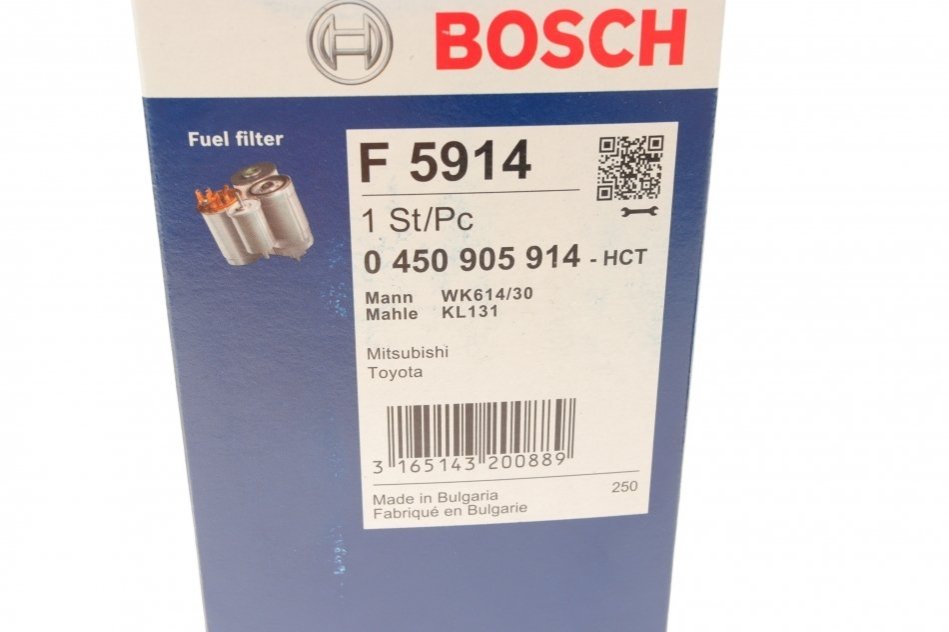 BOSCH
Fuel filter
F 5914
1 St/Pc
0 450 905 914 - HCT
Mann WK614/30
Mahle KL131
Mitsubishi
Toyota
3 165143 200889
Made in Bulgaria 250
Fabriqué en Bulgarie